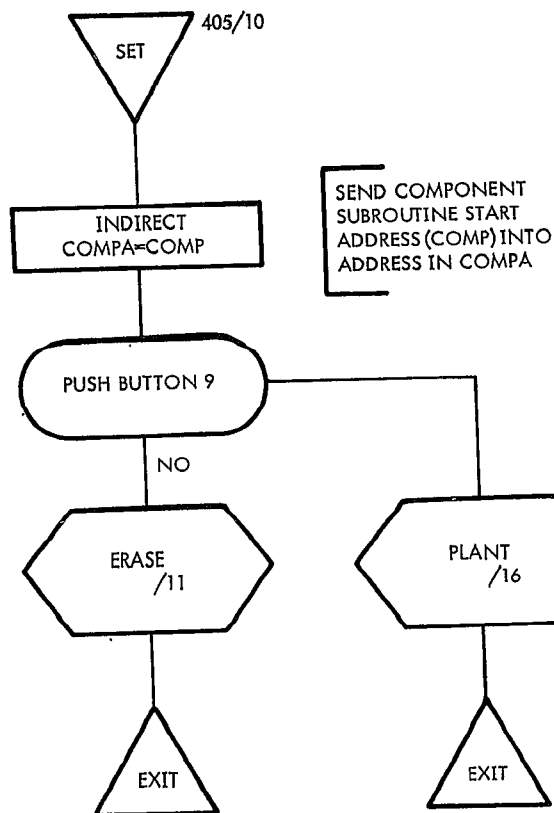 405/10
SET
INDIRECT
COMPA=COMP
SEND COMPONENT
SUBROUTINE START
ADDRESS (COMP) INTO
ADDRESS IN COMPA
PUSH BUTTON 9
NO
ERASE
/11
PLANT
/16
EXIT
EXIT